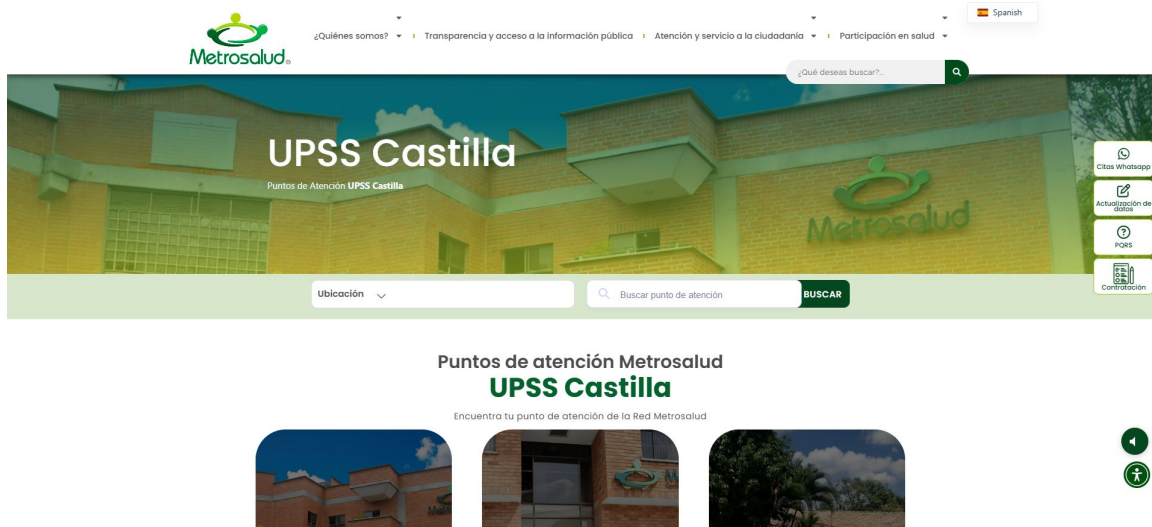 Spanish
¿Quiénes somos?
Transparencia y acceso a la información pública
Atención y servicio a la ciudadanía
Participación en salud
Metrosalud®
¿Qué deseas buscar?...
UPSS Castilla
Puntos de Atención UPSS Castilla
Metrosalud
Citas Whatsapp
Actualización de
datos
PQRS
Contratación
Ubicación
Buscar punto de atención
BUSCAR
Puntos de atención Metrosalud
UPSS Castilla
Encuentra tu punto de atención de la Red Metrosalud
M